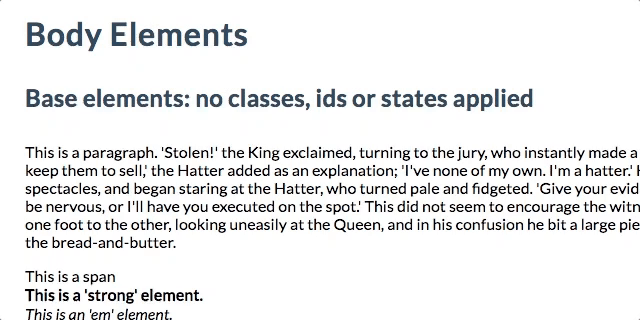 Body Elements
Base elements: no classes, ids or states applied
This is a paragraph. 'Stolen!' the King exclaimed, turning to the jury, who instantly made a
keep them to sell,' the Hatter added as an explanation; 'I've none of my own. I'm a hatter.'
spectacles, and began staring at the Hatter, who turned pale and fidgeted. 'Give your evid
be nervous, or I'll have you executed on the spot.' This did not seem to encourage the witn
one foot to the other, looking uneasily at the Queen, and in his confusion he bit a large pie
the bread-and-butter.
This is a span
This is a 'strong' element.
This is an 'em' element.